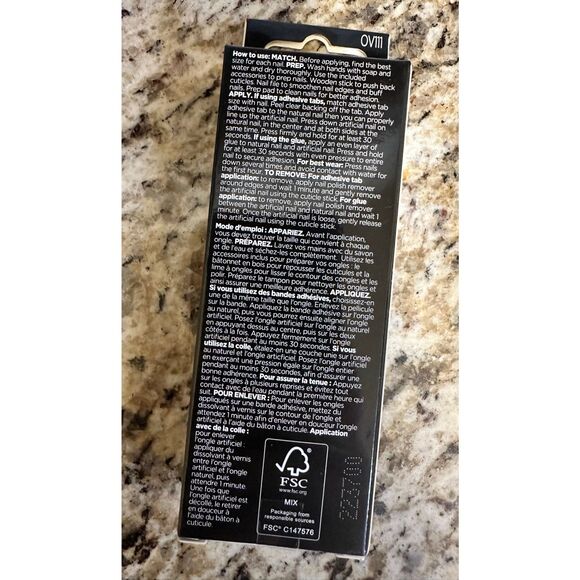 OV111
How to use: MATCH. Before applying, find the best
size for each nail. PREP. Wash hands with soap and
water and dry thoroughly. Use the included
accessories to prep nails. Wooden stick to push back
cuticles. Nail file to smoothen nail edges and buff
nails. Prep pad to clean nails for better adhesion.
APPLY. If using adhesive tabs, match adhesive tab
size with nail. Peel clear backing off the tab. Apply
adhesive tab to the natural nail then you can properly
line up the artificial nail. Press down artificial nail on
natural nail, in the center and at both sides at the
same time. Press firmly and hold for at least 30
seconds. If using the glue, apply an even layer of
glue to natural nail and artificial nail. Press and hold
for at least 30 seconds with even pressure to entire
nail to secure adhesion. For best wear: Press nails
down several times and avoid contact with water for
the first hour. TO REMOVE: For adhesive tab
application: to remove, apply nail polish remover
around edges and wait 1 minute and gently remove
the artificial nail using the cuticle stick. For glue
application: to remove, apply nail polish remover
between the artificial nail and natural nail and wait 1
minute. Once the artificial nail is loose, gently remove
the artificial nail using the cuticle stick.
Mode d'emploi : APPARIEZ. Avant l'application,
vous devez trouver la taille qui convient à chaque
ongle. PRÉPAREZ. Lavez vos mains avec du savon
et de l'eau et séchez-les complètement. Utilisez les
accessoires inclus pour préparer vos ongles : le
bâtonnet en bois pour repousser les cuticules et la
lime à ongles pour lisser le contour des ongles et les
polir. Préparez le tampon pour nettoyer les ongles et
ainsi assurer une meilleure adhérence. APPLIQUEZ.
Si vous utilisez des bandes adhésives, choisissez-en
une de la même taille que l'ongle. Enlevez la pellicule
sur la bande. Appliquez la bande adhésive sur l'ongle
naturel, puis vous pourrez ensuite aligner l'ongle
artificiel. Posez l'ongle artificiel sur l'ongle naturel
en appuyant dessus au centre, puis sur les deux
côtés à la fois. Appuyez fermement sur l'ongle
artificiel pendant au moins 30 secondes. Si vous
utilisez la colle, étalez-en une couche unie sur l'ongle
naturel et l'ongle artificiel. Posez l'ongle artificiel
en exerçant une pression égale sur l'ongle entier
pendant au moins 30 secondes, afin d'assurer une
bonne adhérence. Pour assurer la tenue : Appuyez
sur les ongles à plusieurs reprises et évitez tout
contact avec de l'eau pendant la première heure qui
suit. POUR ENLEVER : Pour enlever les ongles
appliqués sur une bande adhésive, mettez du
dissolvant à vernis sur le contour de l'ongle et
attendez 1 minute afin d'enlever en douceur l'ongle
artificiel à l'aide du bâton à cuticule. Application
avec de la colle :
pour enlever
l'ongle artificiel :
appliquez du
dissolvant à vernis
entre l'ongle
artificiel et l'ongle
naturel, puis
attendez 1 minute.
Une fois que
l'ongle artificiel est
décollé, le retirer
en douceur à
l'aide du bâton à
cuticule.
FSC
www.fsc.org
MIX
Packaging from
responsible sources
FSC® C147576
223700